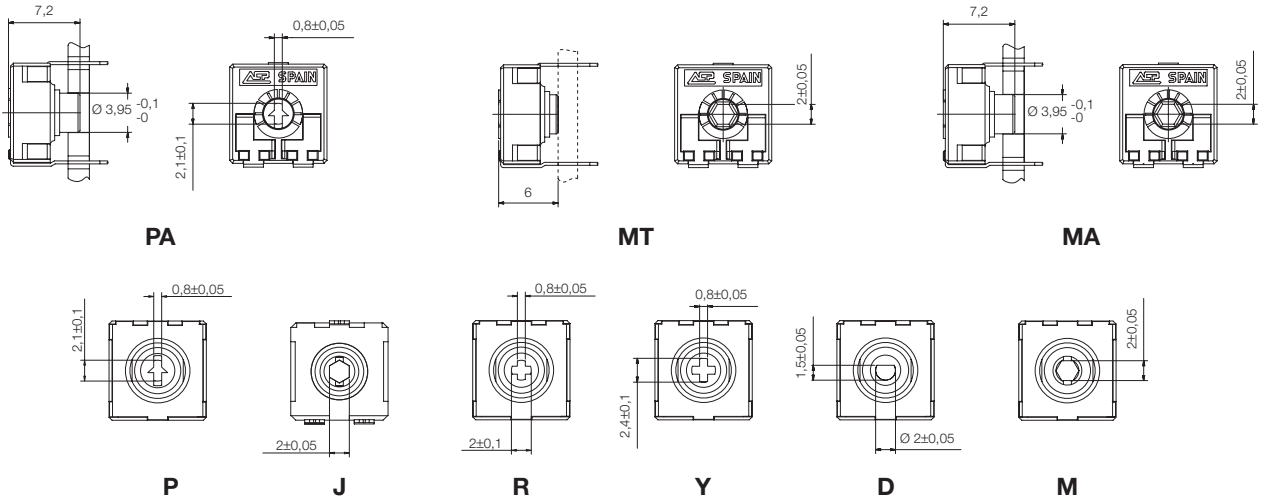 7,2
0,8±0,05
ACP SPAIN
Ø 3,95 -0,1
-0
2,1±0,1
PA
ACP SPAIN
2±0,05
6
MT
7,2
ACP SPAIN
2±0,05
Ø 3,95 -0,1
-0
MA
0,8±0,05
2,1±0,1
P
2±0,05
J
0,8±0,05
2±0,1
R
0,8±0,05
2,4±0,1
Y
1,5±0,05
Ø 2±0,05
D
2±0,05
M